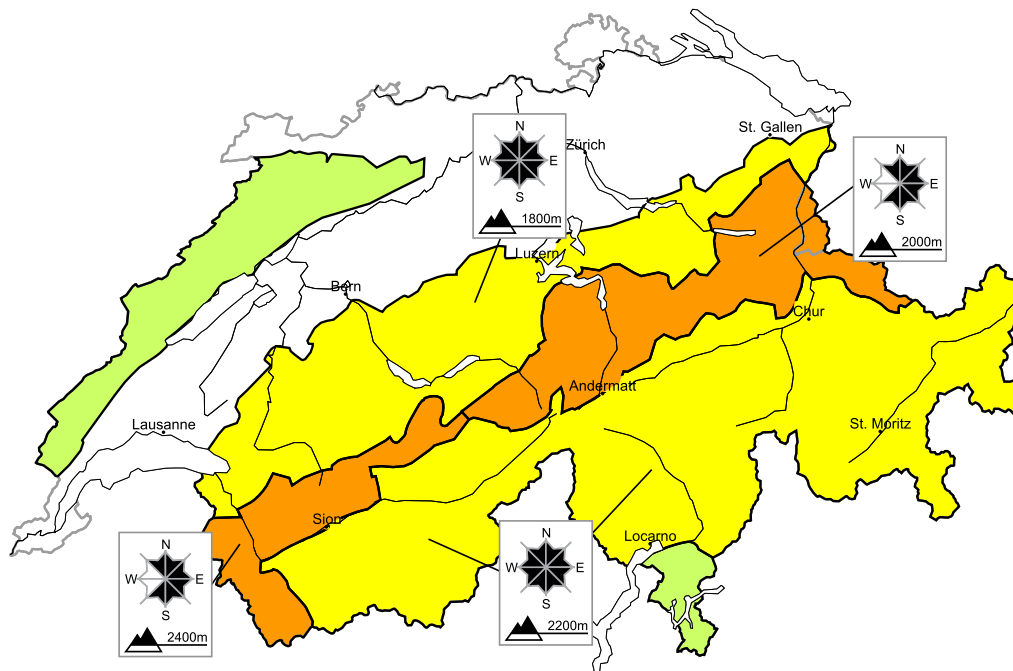 St. Gallen
N
W E
S
1800m
Zürich
N
W E
S
2000m
Luzern
Bern
Chur
Andermatt
Lausanne
St. Moritz
Sion
N
W E
S
2400m
N
W E
S
2200m
Locarno